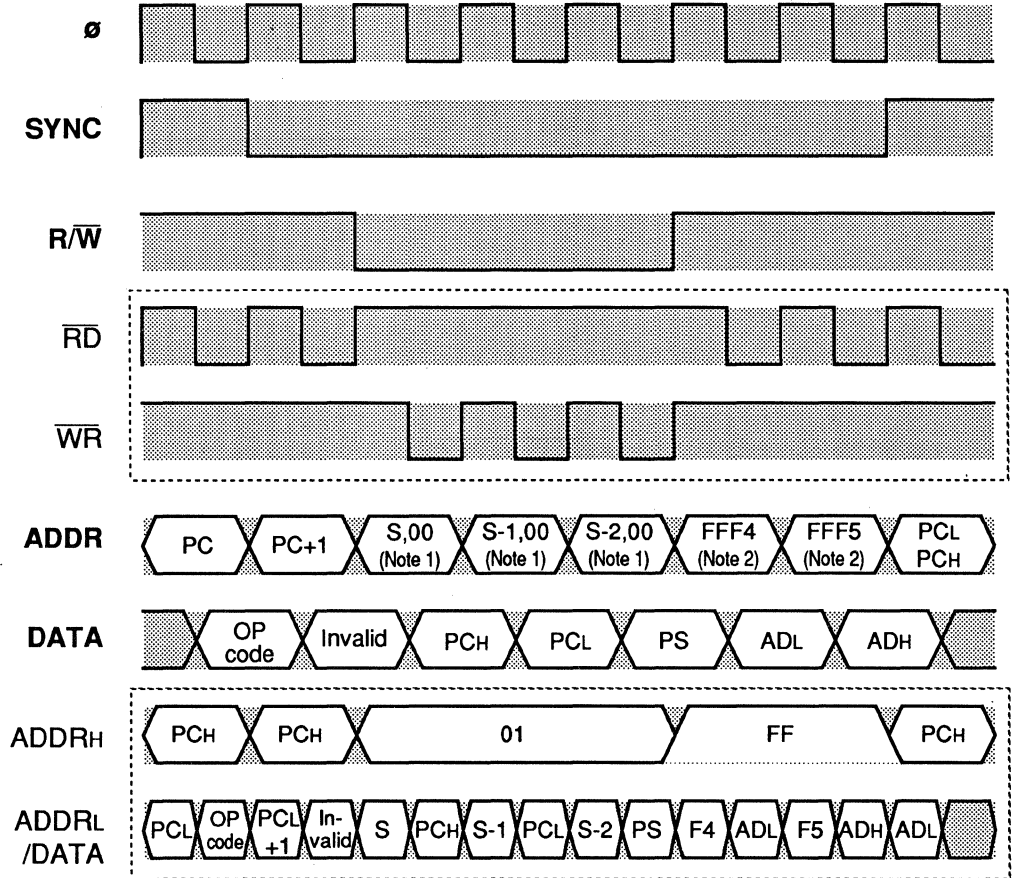 ø
SYNC
R/W̅
R̅D̅
W̅R̅
ADDR PC PC+1 S,00 (Note 1) S-1,00 (Note 1) S-2,00 (Note 1) FFF4 (Note 2) FFF5 (Note 2) PCL PCH
DATA OP code Invalid PCH PCL PS ADL ADH
ADDRH PCH PCH 01 FF PCH
ADDRL /DATA PCL OP code PCL +1 In- valid S PCH S-1 PCL S-2 PS F4 ADL F5 ADH ADL